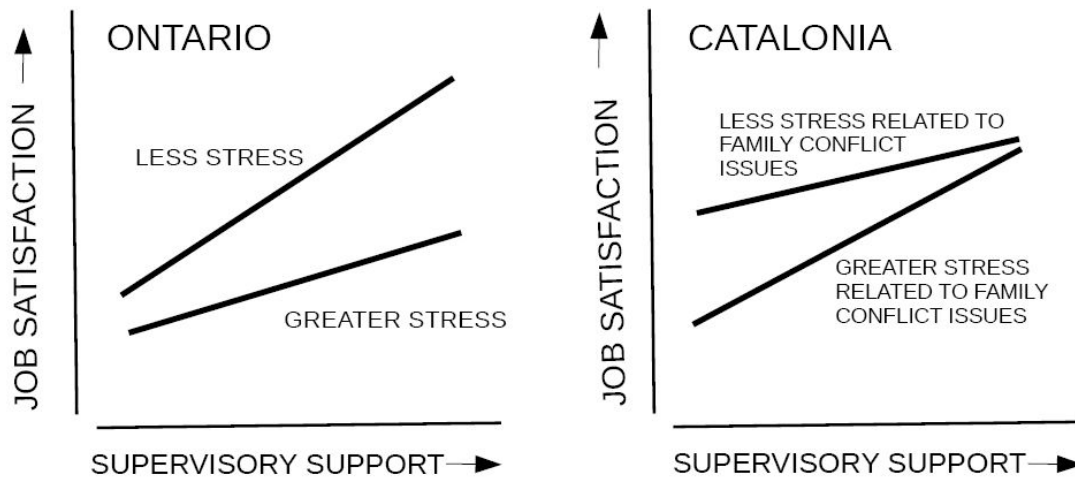 ONTARIO
JOB SATISFACTION
LESS STRESS
GREATER STRESS
SUPERVISORY SUPPORT
CATALONIA
JOB SATISFACTION
LESS STRESS RELATED TO
FAMILY CONFLICT
ISSUES
GREATER STRESS
RELATED TO FAMILY
CONFLICT ISSUES
SUPERVISORY SUPPORT